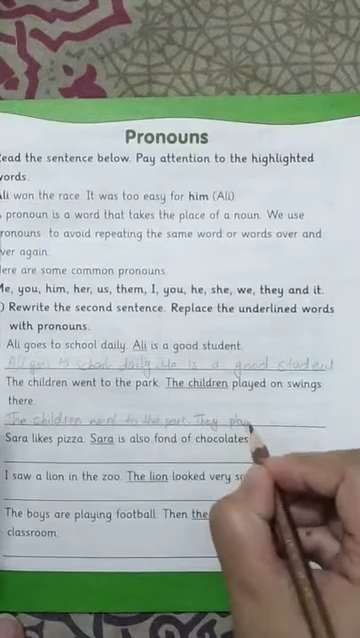 Pronouns
ead the sentence below. Pay attention to the highlighted
words.
li won the race. It was too easy for him (Ali).
pronoun is a word that takes the place of a noun. We use
ronouns to avoid repeating the same word or words over and
ver again.
ere are some common pronouns.
Me, you, him, her, us, them, I, you, he, she, we, they and it.
) Rewrite the second sentence. Replace the underlined words
with pronouns.
Ali goes to school daily. Ali is a good student.
Ali goes to school daily. He is a good student
The children went to the park. The children played on swings
there.
The children went to the park. They play
Sara likes pizza. Sara is also fond of chocolates
I saw a lion in the zoo. The lion looked very s
The boys are playing football. Then the
classroom.